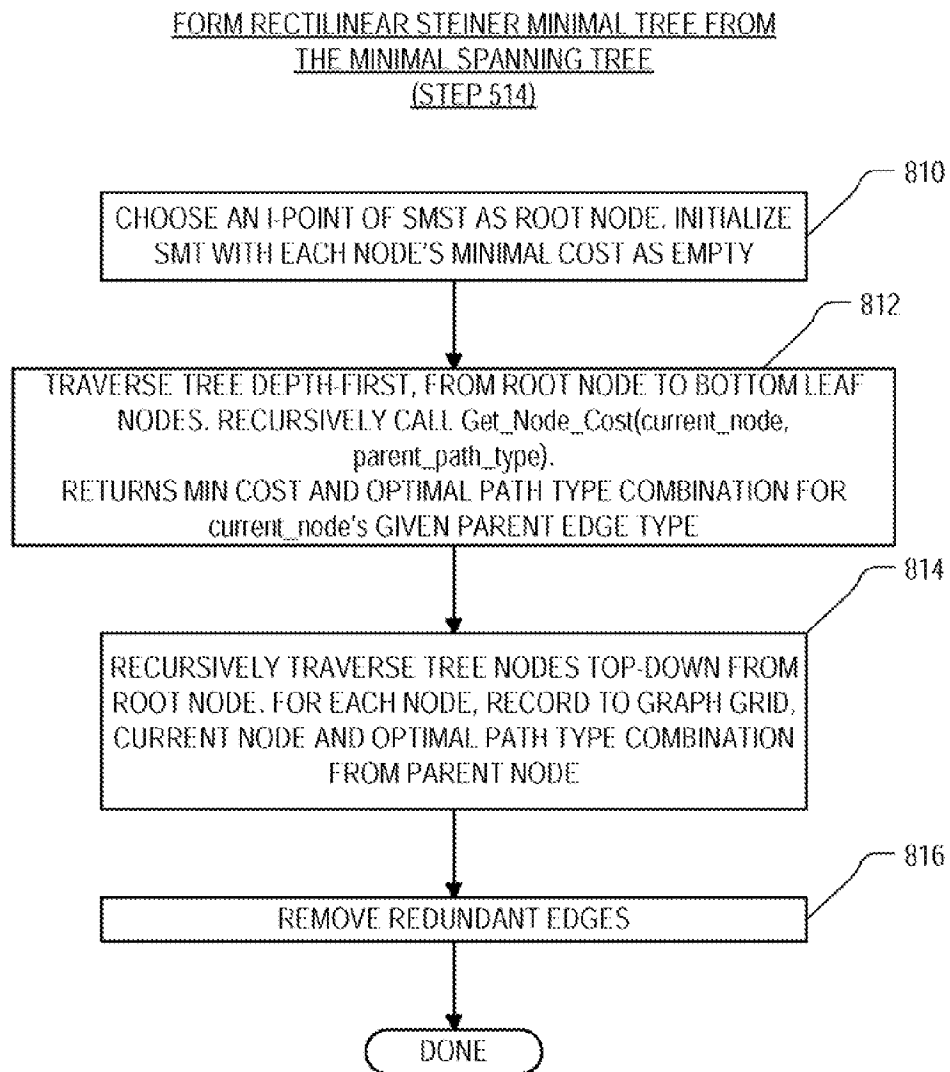 FORM RECTILINEAR STEINER MINIMAL TREE FROM
THE MINIMAL SPANNING TREE
(STEP 514)
810
CHOOSE AN I-POINT OF SMST AS ROOT NODE. INITIALIZE
SMT WITH EACH NODE'S MINIMAL COST AS EMPTY
812
TRAVERSE TREE DEPTH-FIRST, FROM ROOT NODE TO BOTTOM LEAF
NODES. RECURSIVELY CALL Get_Node_Cost(current_node,
parent_path_type).
RETURNS MIN COST AND OPTIMAL PATH TYPE COMBINATION FOR
current_node's GIVEN PARENT EDGE TYPE
814
RECURSIVELY TRAVERSE TREE NODES TOP-DOWN FROM
ROOT NODE. FOR EACH NODE, RECORD TO GRAPH GRID,
CURRENT NODE AND OPTIMAL PATH TYPE COMBINATION
FROM PARENT NODE
816
REMOVE REDUNDANT EDGES
DONE